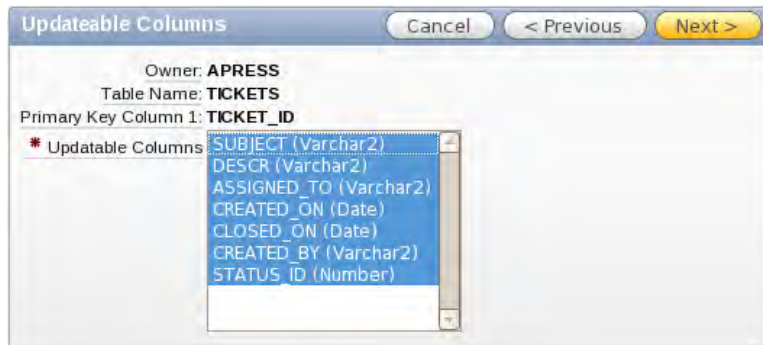 Updateable Columns Cancel < Previous Next >
Owner: APRESS
Table Name: TICKETS
Primary Key Column 1: TICKET_ID
* Updatable Columns SUBJECT (Varchar2)
DESCR (Varchar2)
ASSIGNED_TO (Varchar2)
CREATED_ON (Date)
CLOSED_ON (Date)
CREATED_BY (Varchar2)
STATUS_ID (Number)